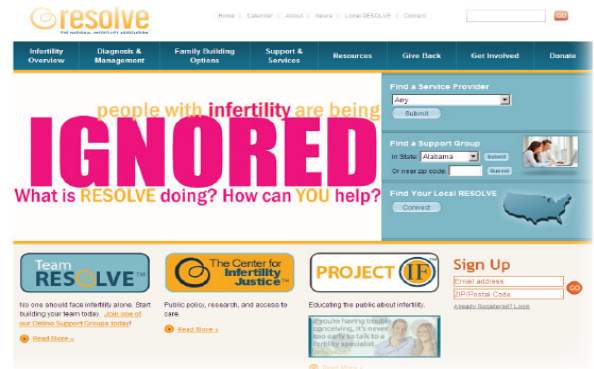 resolve
THE NATIONAL INFERTILITY ASSOCIATION
Home | Calendar | About | News | Local RESOLVE | Contact
GO
Infertility Overview
Diagnosis & Management
Family Building Options
Support & Services
Resources
Give Back
Get Involved
Donate
people with infertility are being
IGNORED
What is RESOLVE doing? How can YOU help?
Find a Service Provider
Any
Submit
Find a Support Group
In State: Alabama Submit
Or near zip code: Submit
Find Your Local RESOLVE
Connect
Team
RESOLVE™
No one should face infertility alone. Start
building your team today. Join one of
our Online Support Groups today!
Read More »
The Center for
Infertility
Justice™
Public policy, research, and access to
care.
Read More »
PROJECT IF™
Educating the public about infertility.
If you're having trouble
conceiving, it's never
too early to talk to a
fertility specialist.
Read More »
Sign Up
Email address
ZIP/Postal Code
GO
Already Registered?